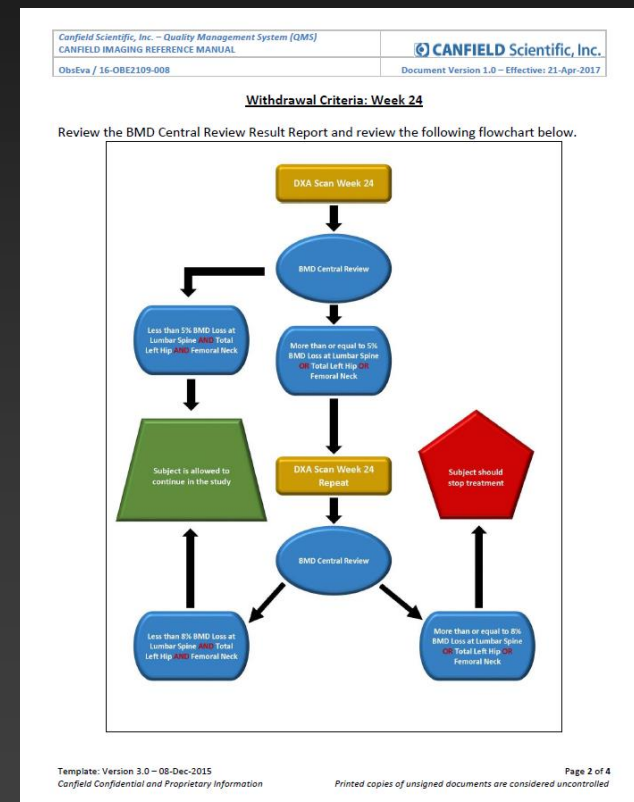 Canfield Scientific, Inc. – Quality Management System (QMS)
CANFIELD IMAGING REFERENCE MANUAL
CANFIELD Scientific, Inc.
ObsEva / 16-OBE2109-008
Document Version 1.0 – Effective: 21-Apr-2017
Withdrawal Criteria: Week 24
Review the BMD Central Review Result Report and review the following flowchart below.
DXA Scan Week 24
BMD Central Review
Less than 5% BMD Loss at
Lumbar Spine AND Total
Left Hip AND Femoral Neck
More than or equal to 5%
BMD Loss at Lumbar Spine
OR Total Left Hip OR
Femoral Neck
Subject is allowed to
continue in the study
DXA Scan Week 24
Repeat
Subject should
stop treatment
BMD Central Review
Less than 8% BMD Loss at
Lumbar Spine AND Total
Left Hip AND Femoral Neck
More than or equal to 8%
BMD Loss at Lumbar Spine
OR Total Left Hip OR
Femoral Neck
Template: Version 3.0 – 08-Dec-2015
Page 2 of 4
Canfield Confidential and Proprietary Information
Printed copies of unsigned documents are considered uncontrolled